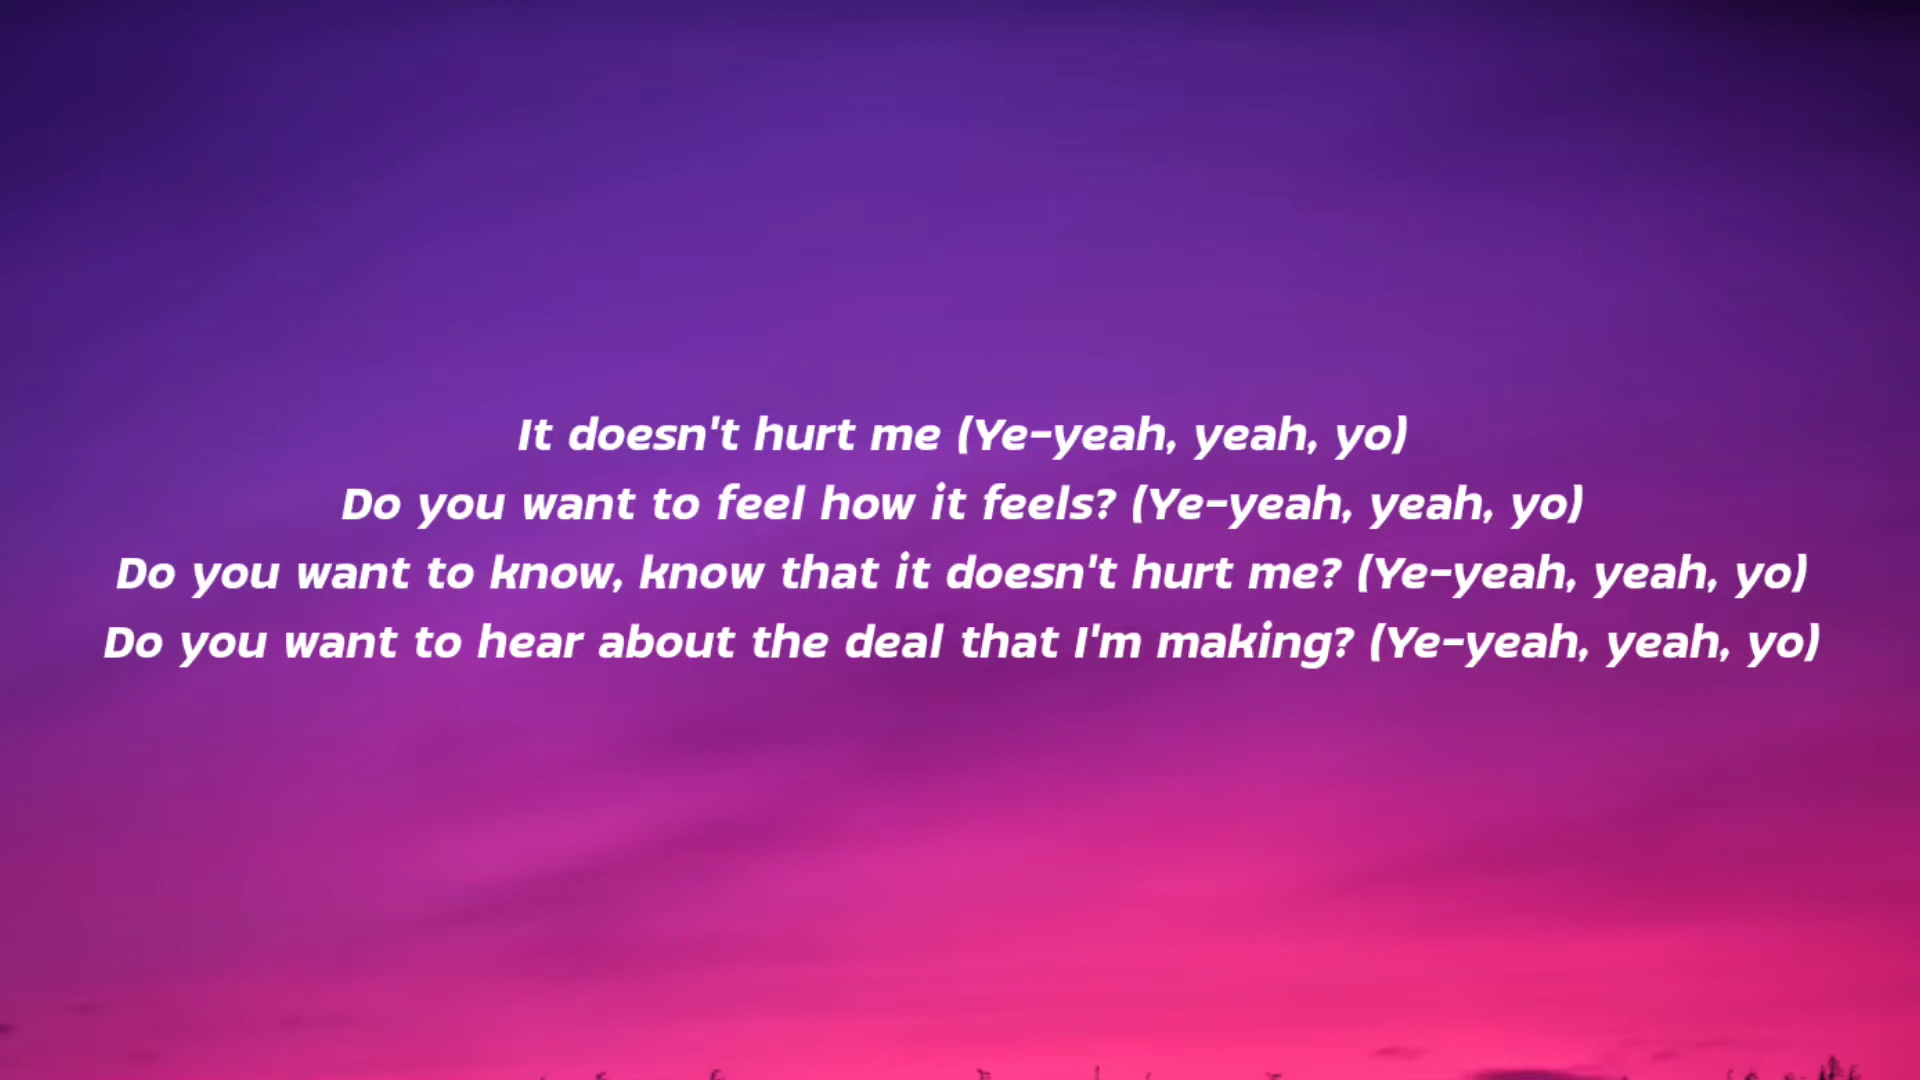 It doesn't hurt me (Ye-yeah, yeah, yo)
Do you want to feel how it feels? (Ye-yeah, yeah, yo)
Do you want to know, know that it doesn't hurt me? (Ye-yeah, yeah, yo)
Do you want to hear about the deal that I'm making? (Ye-yeah, yeah, yo)